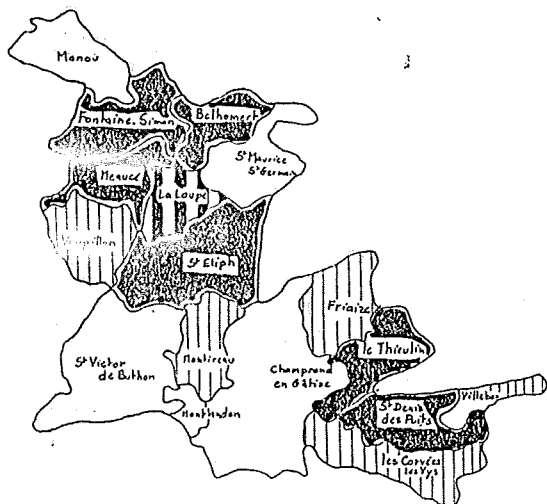 Manou
Fontaine-Simon
Belhomert
St Maurice
St Germain
Meaucé
La Loupe
Vaupillon
St Eliph
Friaize
le Thieulin
St Victor
de Buthon
Montireau
Champrond
en Gâtine
Montlandon
Villebon
St Denis
des Puits
les Corvées
les Yys